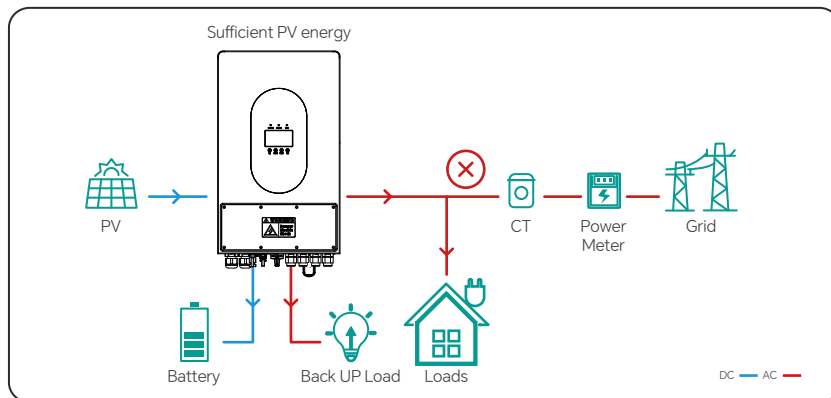 Sufficient PV energy
PV
CT
Power
Meter
Grid
Battery
Back UP Load
Loads
DC
AC